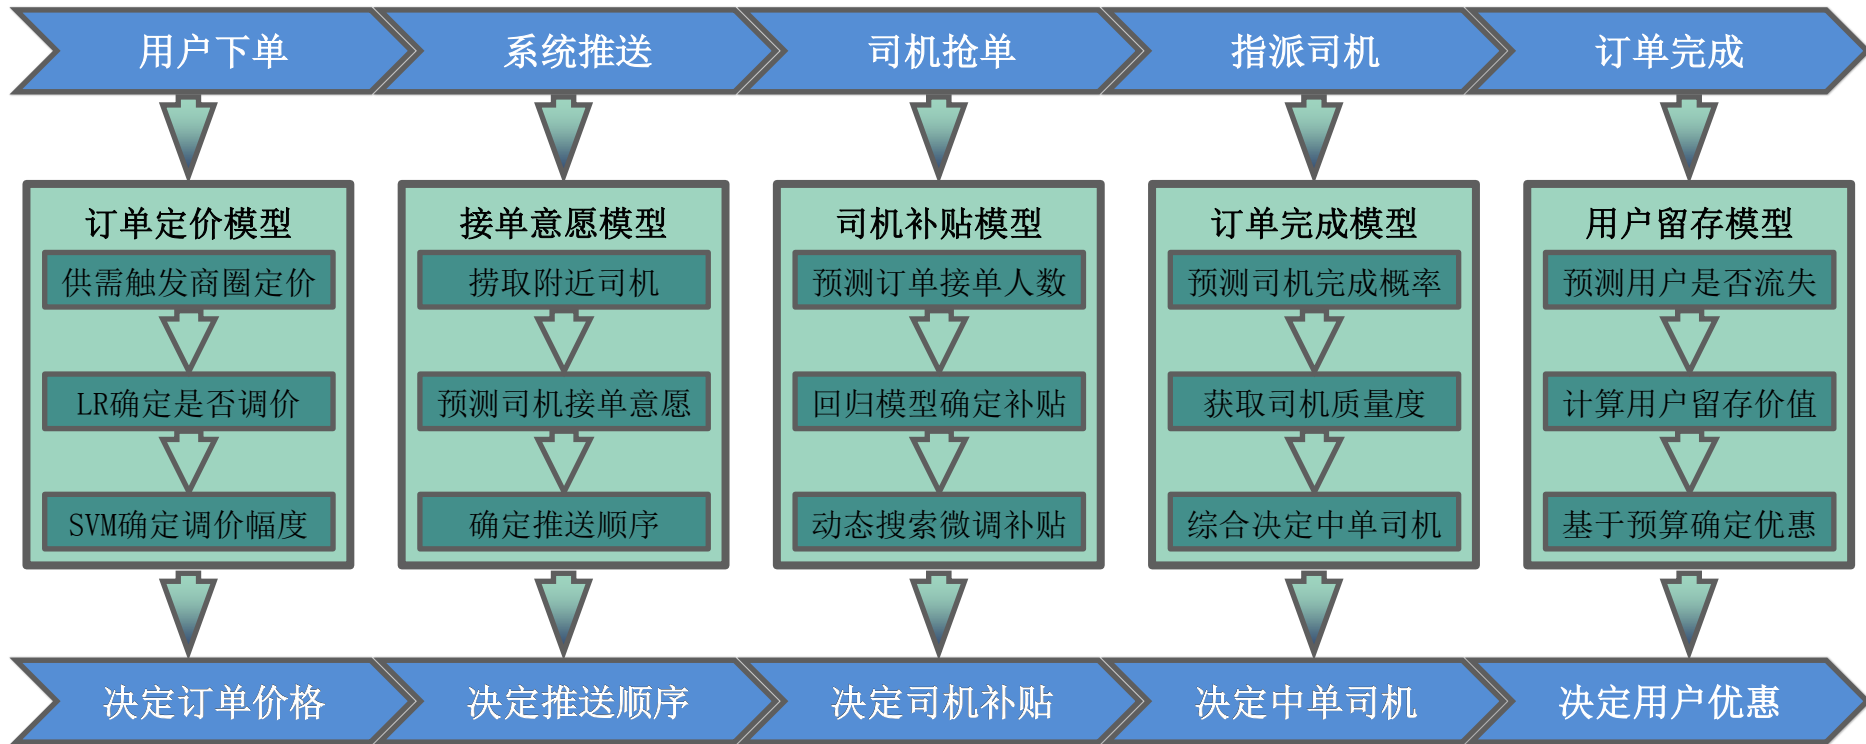 用户下单
系统推送
司机抢单
指派司机
订单完成
订单定价模型
供需触发商圈定价
LR确定是否调价
SVM确定调价幅度
接单意愿模型
捞取附近司机
预测司机接单意愿
确定推送顺序
司机补贴模型
预测订单接单人数
回归模型确定补贴
动态搜索微调补贴
订单完成模型
预测司机完成概率
获取司机质量度
综合决定中单司机
用户留存模型
预测用户是否流失
计算用户留存价值
基于预算确定优惠
决定订单价格
决定推送顺序
决定司机补贴
决定中单司机
决定用户优惠